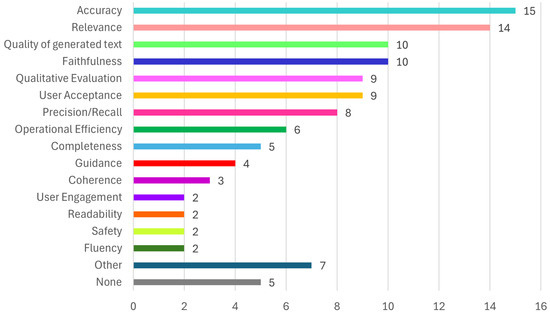 Accuracy 15
Relevance 14
Quality of generated text 10
Faithfulness 10
Qualitative Evaluation 9
User Acceptance 9
Precision/Recall 8
Operational Efficiency 6
Completeness 5
Guidance 4
Coherence 3
User Engagement 2
Readability 2
Safety 2
Fluency 2
Other 7
None 5
0 2 4 6 8 10 12 14 16